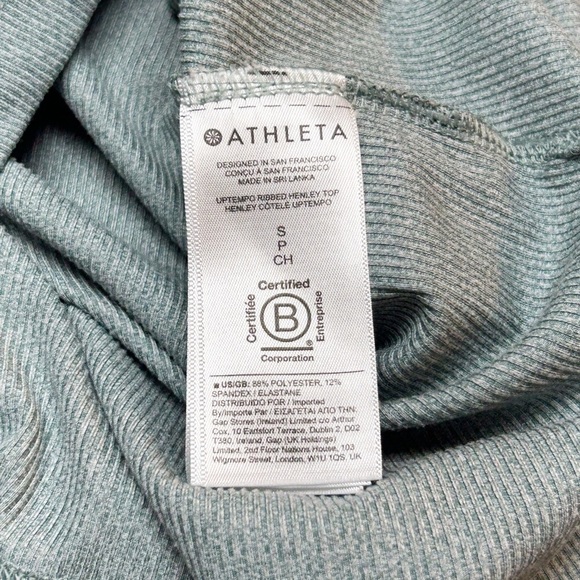 ATHLETA
DESIGNED IN SAN FRANCISCO
CONÇU À SAN FRANCISCO
MADE IN SRI LANKA
UPTEMPO RIBBED HENLEY TOP
HENLEY CÔTELÉ UPTEMPO
S
P
CH
Certified
Certifiée
B
Entreprise
®
Corporation
US/GB: 88% POLYESTER, 12%
SPANDEX / ELASTANE
DISTRIBUIDO POR / Imported
By/Importe Par / ΕΙΣΑΓΕΤΑΙ ΑΠΟ ΤΗΝ:
Gap Stores (Ireland) Limited c/o Arthur
Cox, 10 Earlsfort Terrace, Dublin 2, D02
T380, Ireland, Gap (UK Holdings)
Limited, 2nd Floor Nations House, 103
Wigmore Street, London, W1U 1QS, UK